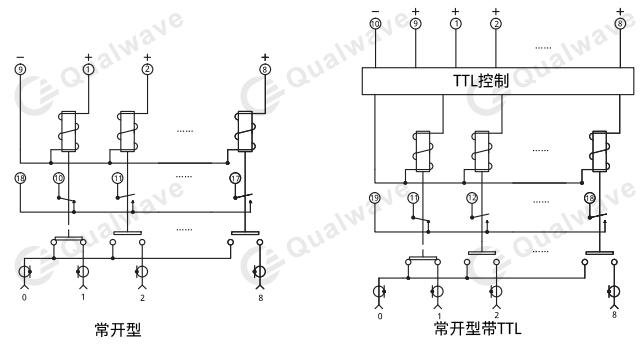 − + + +
9 1 2 8
......
18 10 11 17
......
......
0 1 2 8
常开型
− + + + +
10 9 1 2 8
......
TTL控制
......
19 11 12 18
......
......
0 1 2 8
常开型带TTL
Qualwave
Qualwave
Qualwave
Qualwave